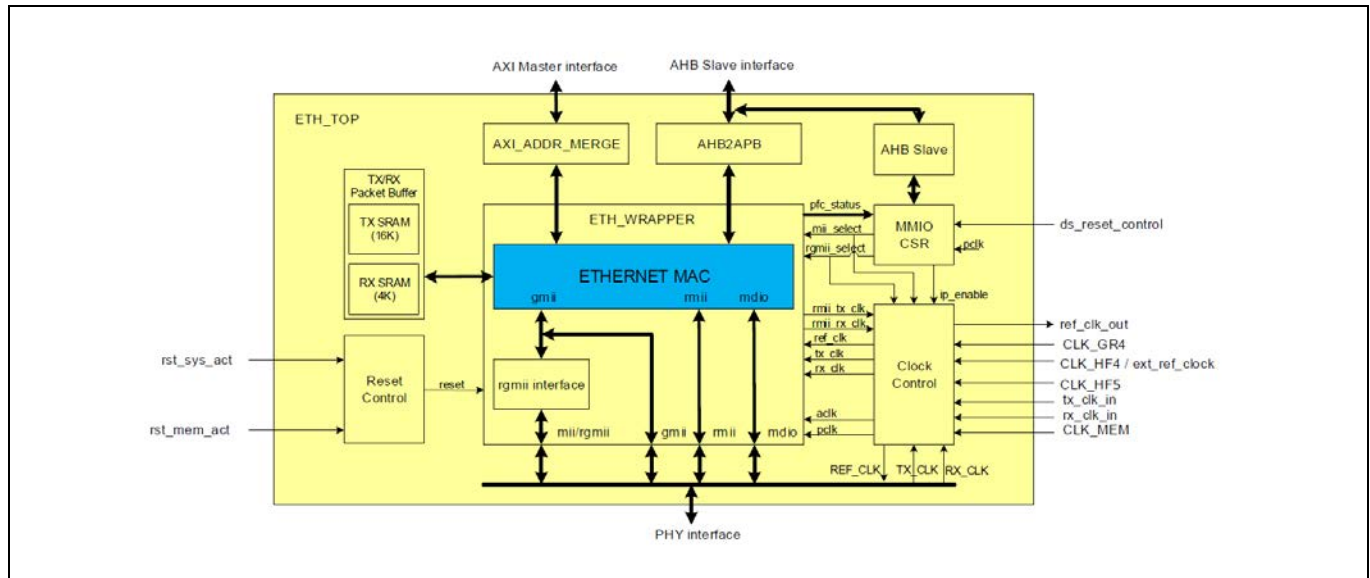 AXI Master interface
AHB Slave interface
ETH_TOP
AXI_ADDR_MERGE
AHB2APB
AHB Slave
TX/RX
Packet Buffer
TX SRAM
(16K)
RX SRAM
(4K)
ETH_WRAPPER
pfc_status
mii_select
rgmii_select
MMIO
CSR
pclk
ds_reset_control
ETHERNET MAC
gmii
rmii
mdio
ip_enable
rmii_tx_clk
rmii_rx_clk
ref_clk
tx_clk
rx_clk
aclk
pclk
Clock
Control
ref_clk_out
CLK_GR4
CLK_HF4 / ext_ref_clock
CLK_HF5
tx_clk_in
rx_clk_in
CLK_MEM
rst_sys_act
rst_mem_act
Reset
Control
reset
rgmii interface
mii/rgmii
gmii
rmii
mdio
REF_CLK
TX_CLK
RX_CLK
PHY interface